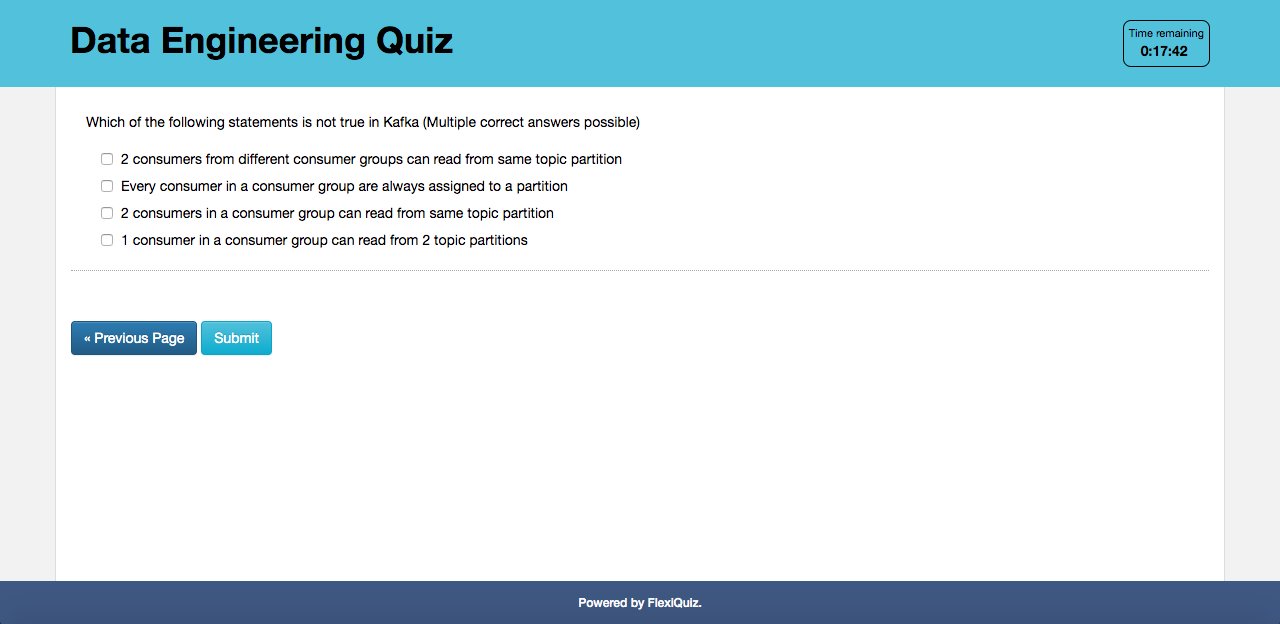 Data Engineering Quiz
Time remaining
0:17:42
Which of the following statements is not true in Kafka (Multiple correct answers possible)
2 consumers from different consumer groups can read from same topic partition
Every consumer in a consumer group are always assigned to a partition
2 consumers in a consumer group can read from same topic partition
1 consumer in a consumer group can read from 2 topic partitions
« Previous Page
Submit
Powered by FlexiQuiz.